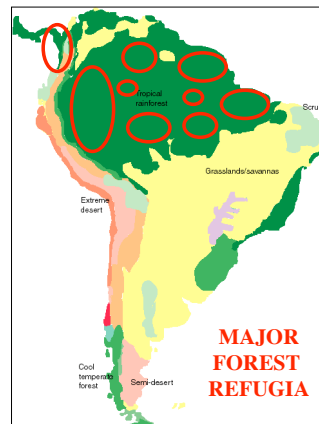 Tropical
rainforest
Scru
Grasslands/savannas
Extreme
desert
MAJOR
FOREST
REFUGIA
Cool
temperate
forest
Semi-desert